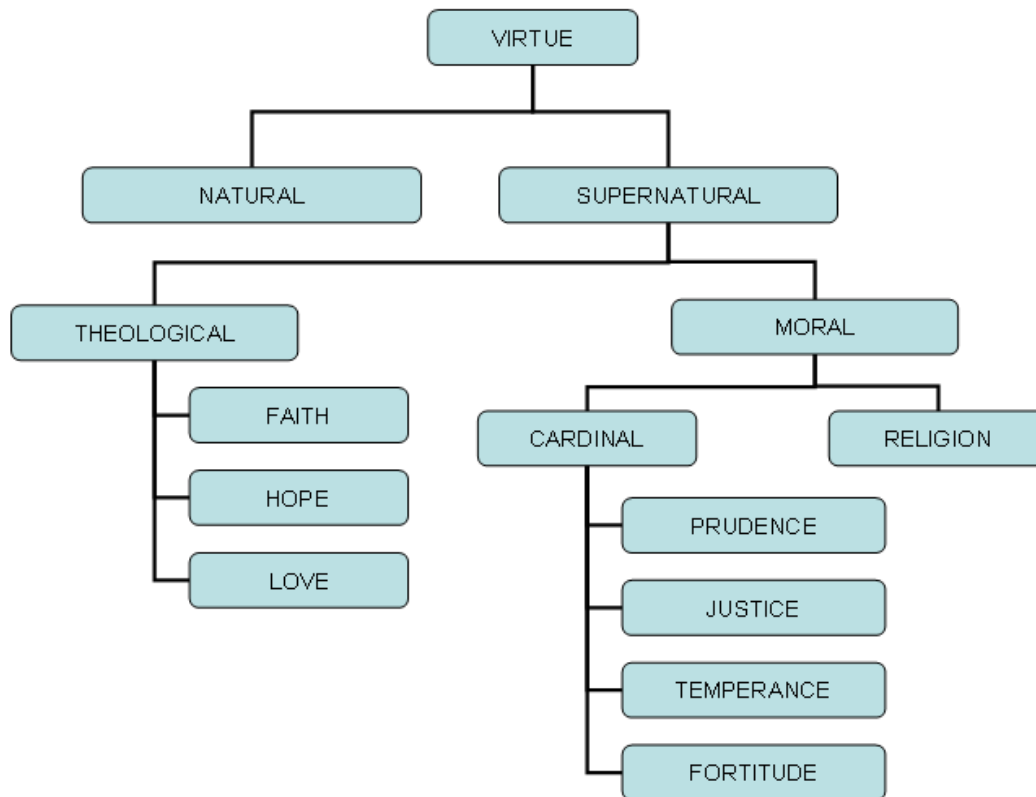 VIRTUE
NATURAL
SUPERNATURAL
THEOLOGICAL
MORAL
FAITH
HOPE
LOVE
CARDINAL
RELIGION
PRUDENCE
JUSTICE
TEMPERANCE
FORTITUDE